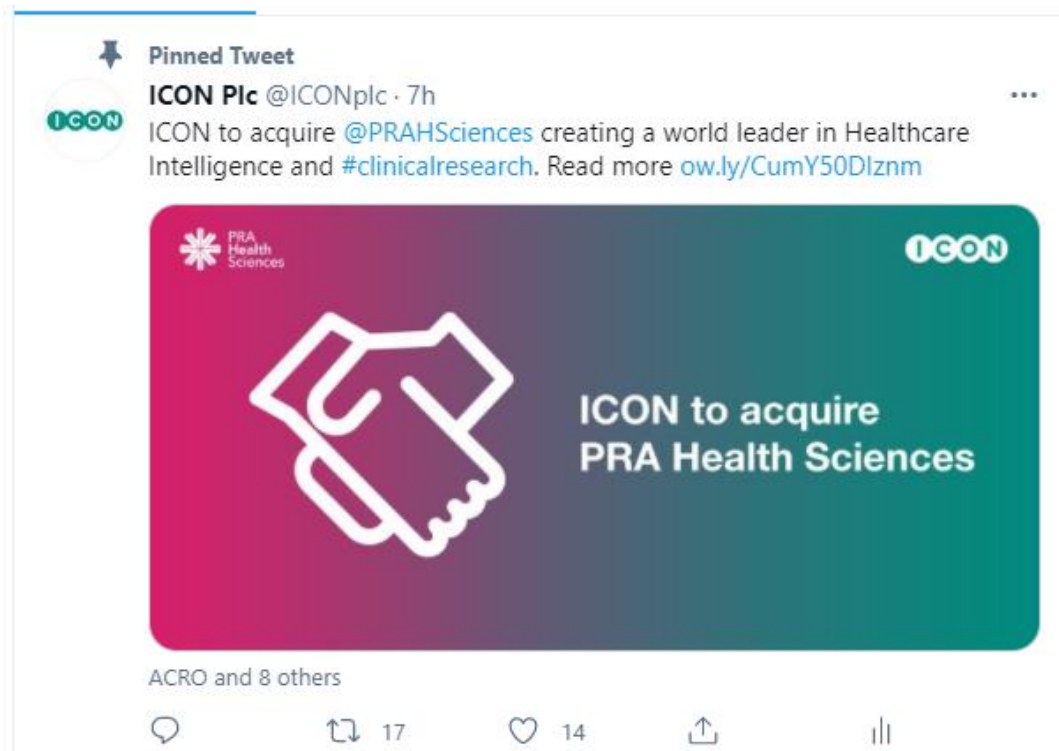 Pinned Tweet
ICON Plc @ICONplc · 7h
ICON
ICON to acquire @PRAHSciences creating a world leader in Healthcare
Intelligence and #clinicalresearch. Read more ow.ly/CumY50DIznm
PRA
Health
Sciences
ICON
ICON to acquire
PRA Health Sciences
ACRO and 8 others
17
14